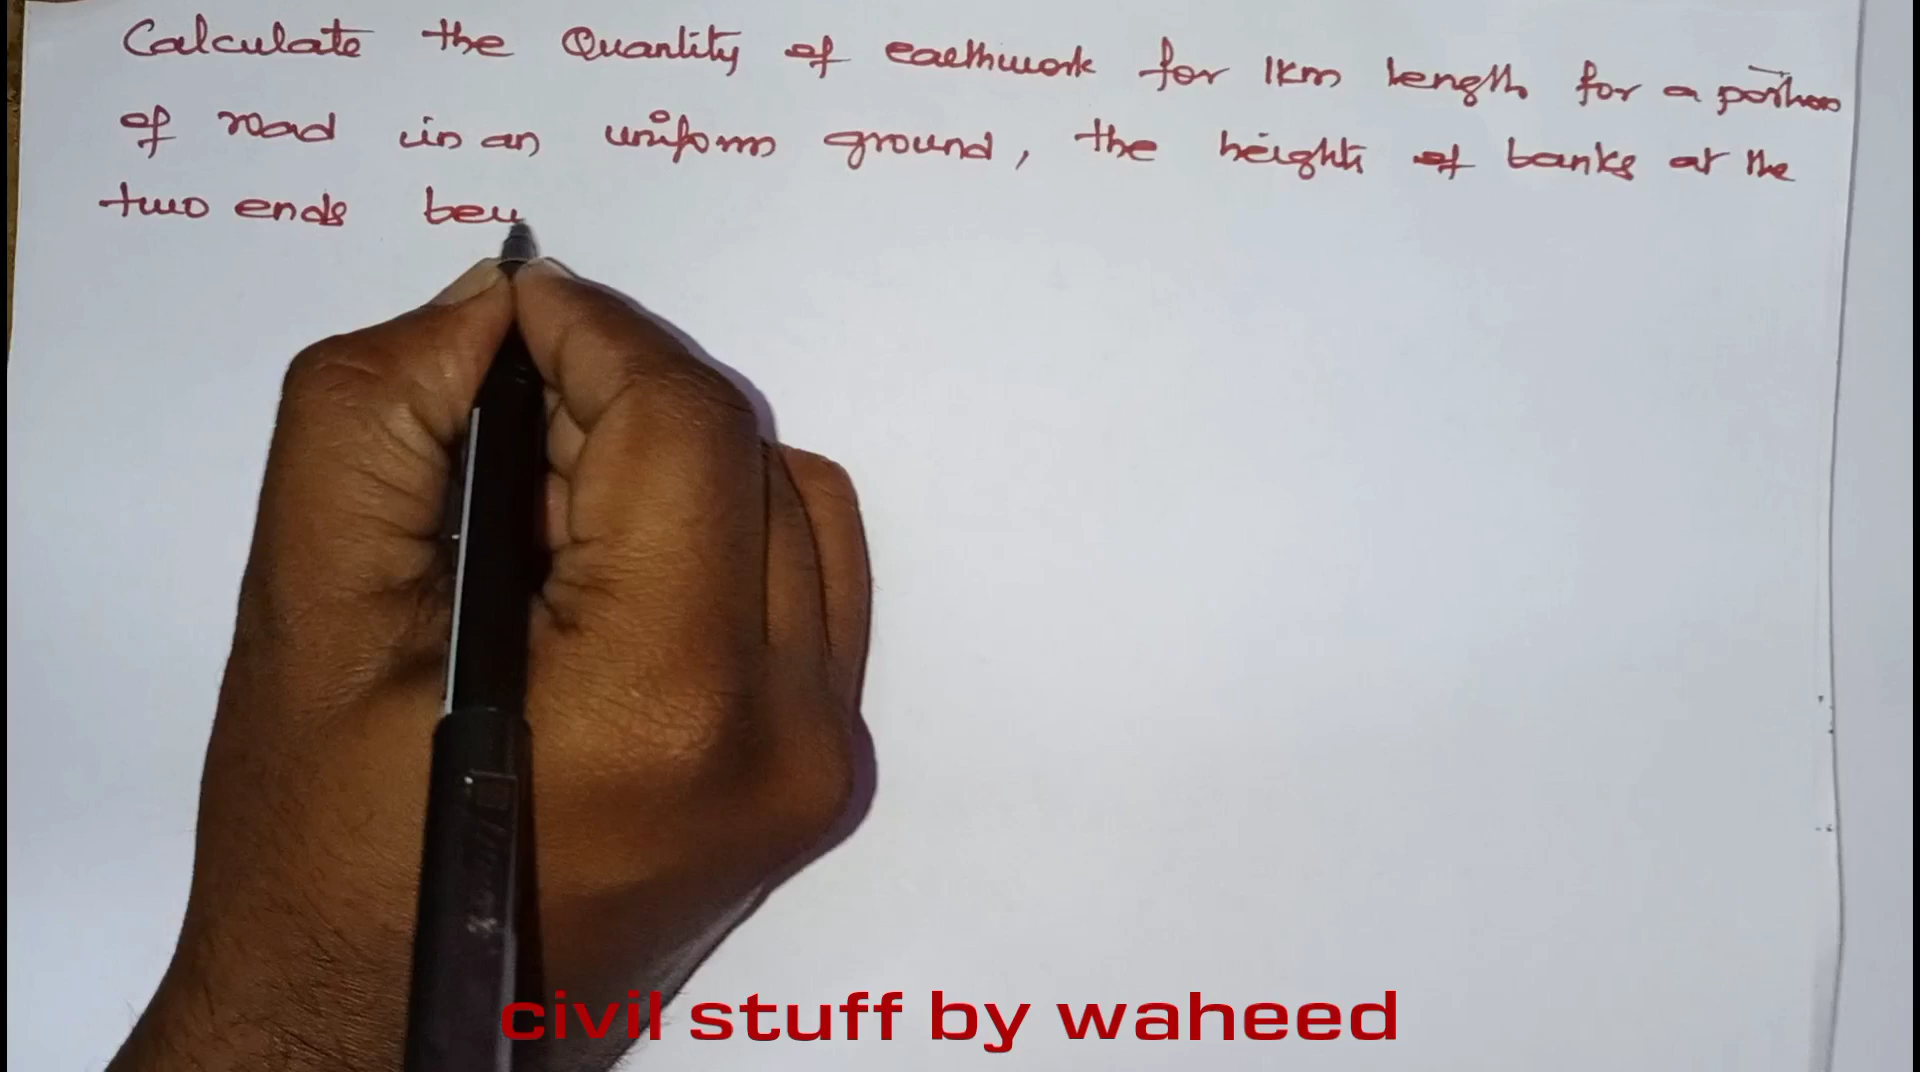 Calculate the Quantity of earthwork for 1km length for a portion
of road in an uniform ground, the heights of banks at the
two ends bei
civil stuff by waheed